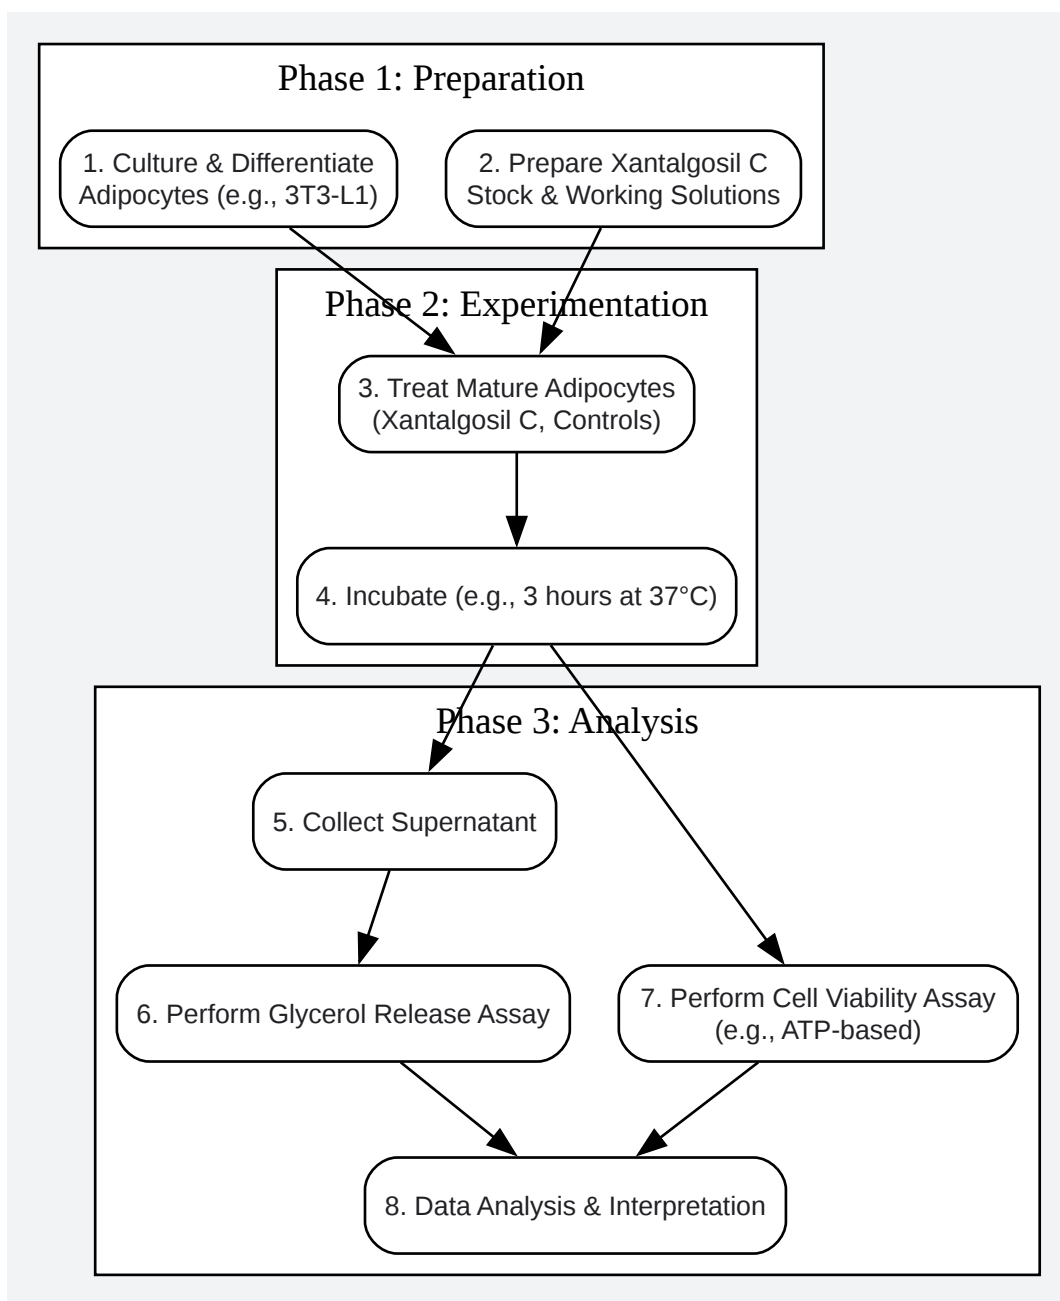 Phase 1: Preparation
1. Culture & Differentiate
Adipocytes (e.g., 3T3-L1)
2. Prepare Xantalgosil C
Stock & Working Solutions
Phase 2: Experimentation
3. Treat Mature Adipocytes
(Xantalgosil C, Controls)
4. Incubate (e.g., 3 hours at 37°C)
Phase 3: Analysis
5. Collect Supernatant
6. Perform Glycerol Release Assay
7. Perform Cell Viability Assay
(e.g., ATP-based)
8. Data Analysis & Interpretation